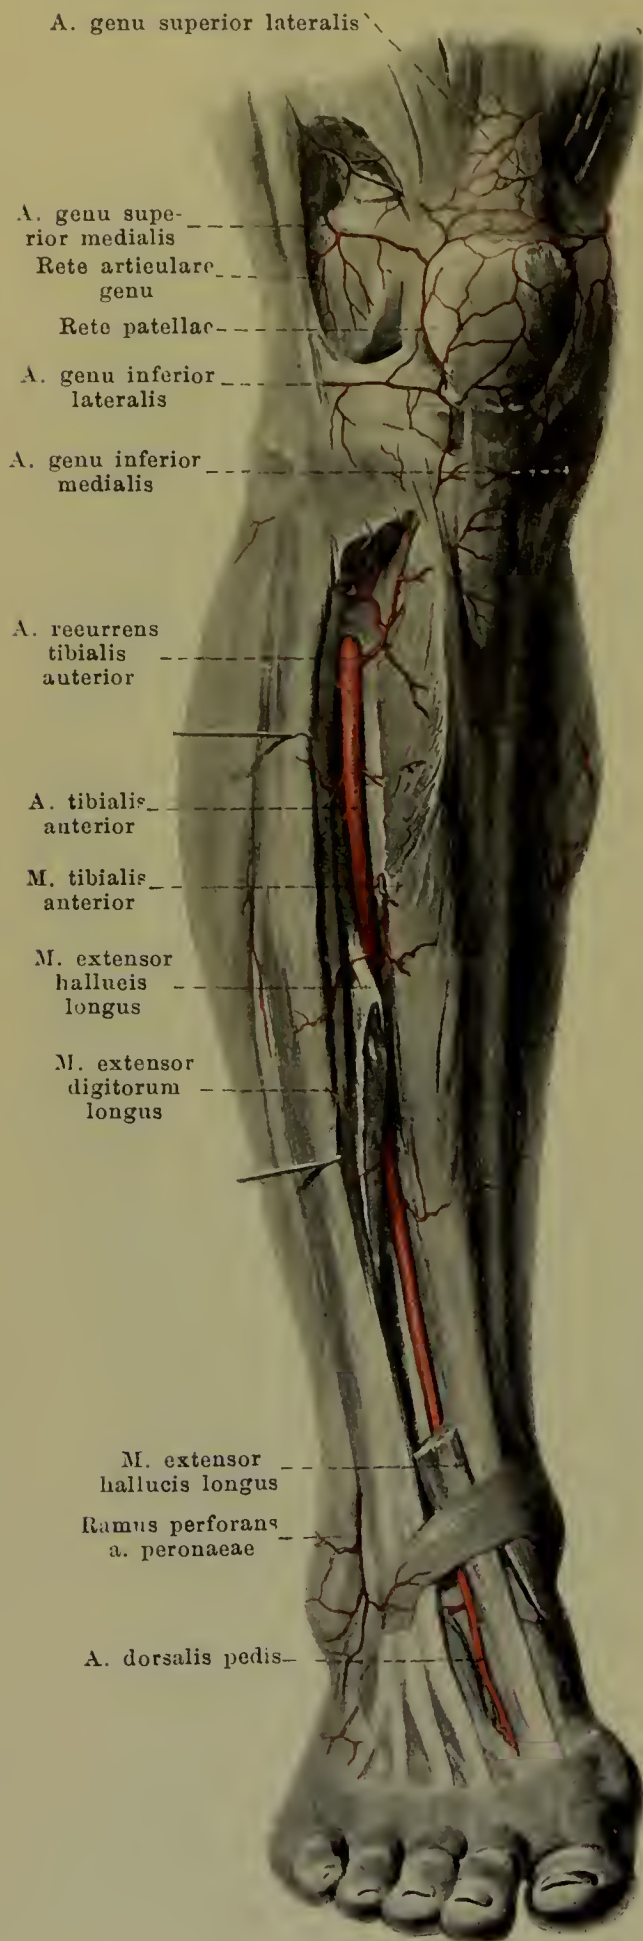 A. genu superior lateralis
A. genu supe-
rior medialis
Rete articulare
genu
Rete patellae
A. genu inferior
lateralis
A. genu inferior
medialis
A. recurrens
tibialis
anterior
A. tibialis
anterior
M. tibialis
anterior
M. extensor
hallucis
longus
M. extensor
digitorum
longus
M. extensor
hallucis longus
Ramus perforans
a. peronaeae
A. dorsalis pedis